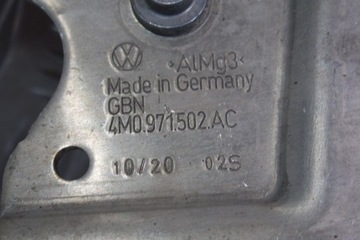 >AlMg3<
Made in Germany
GBN
4M0.971.502.AC
10/20 02S